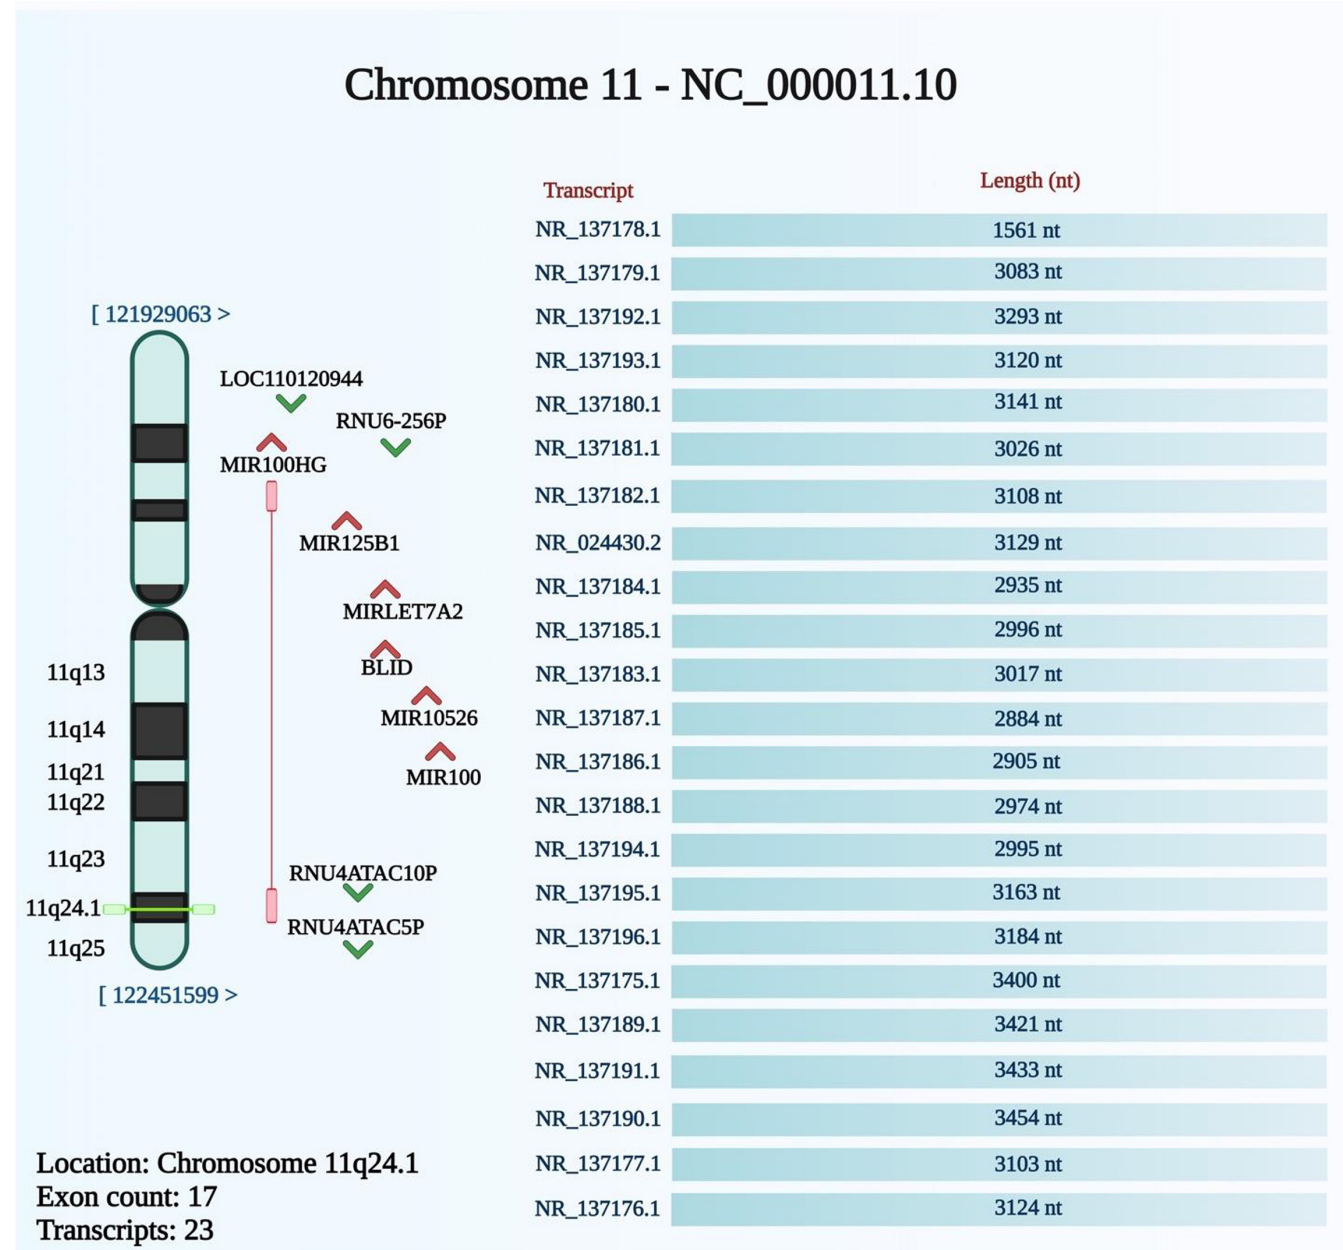 Chromosome 11 - NC_000011.10
[ 121929063 >
LOC110120944
RNU6-256P
MIR100HG
MIR125B1
MIRLET7A2
BLID
MIR10526
MIR100
RNU4ATAC10P
RNU4ATAC5P
11q13
11q14
11q21
11q22
11q23
11q24.1
11q25
[ 122451599 >
Location: Chromosome 11q24.1
Exon count: 17
Transcripts: 23
Transcript Length (nt)
NR_137178.1 1561 nt
NR_137179.1 3083 nt
NR_137192.1 3293 nt
NR_137193.1 3120 nt
NR_137180.1 3141 nt
NR_137181.1 3026 nt
NR_137182.1 3108 nt
NR_024430.2 3129 nt
NR_137184.1 2935 nt
NR_137185.1 2996 nt
NR_137183.1 3017 nt
NR_137187.1 2884 nt
NR_137186.1 2905 nt
NR_137188.1 2974 nt
NR_137194.1 2995 nt
NR_137195.1 3163 nt
NR_137196.1 3184 nt
NR_137175.1 3400 nt
NR_137189.1 3421 nt
NR_137191.1 3433 nt
NR_137190.1 3454 nt
NR_137177.1 3103 nt
NR_137176.1 3124 nt